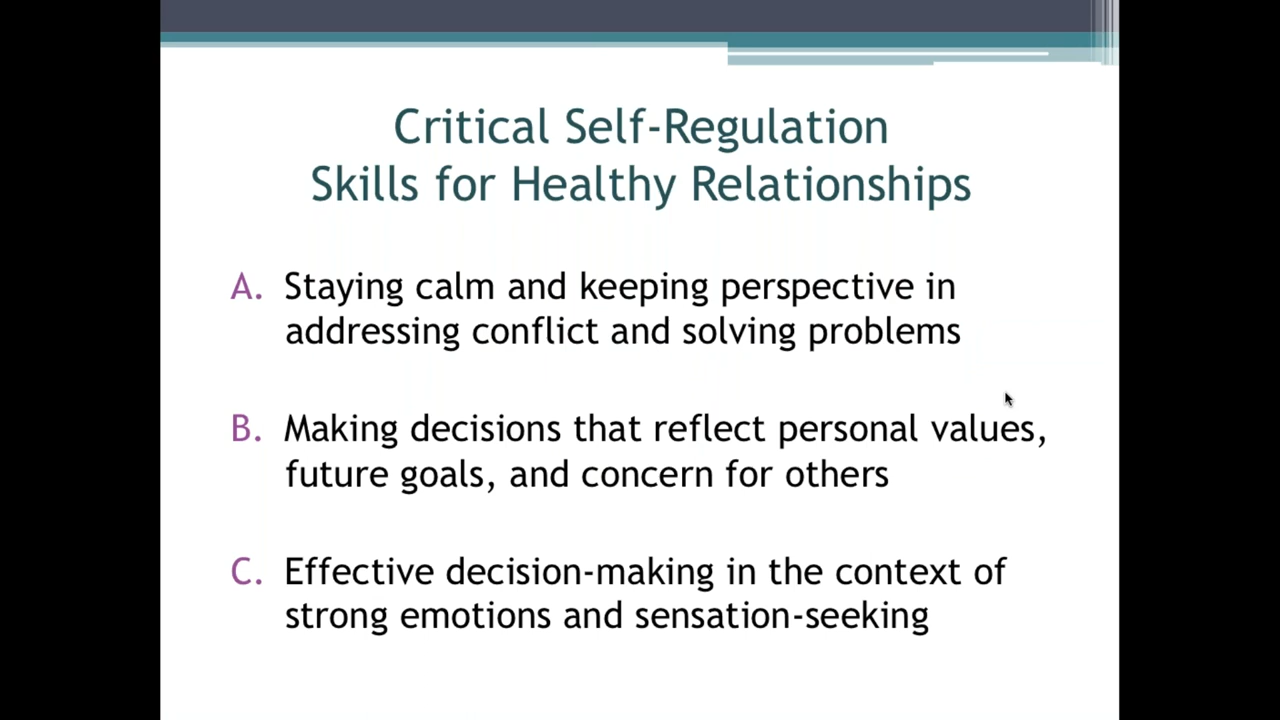 Critical Self-Regulation
Skills for Healthy Relationships
A. Staying calm and keeping perspective in
addressing conflict and solving problems
B. Making decisions that reflect personal values,
future goals, and concern for others
C. Effective decision-making in the context of
strong emotions and sensation-seeking